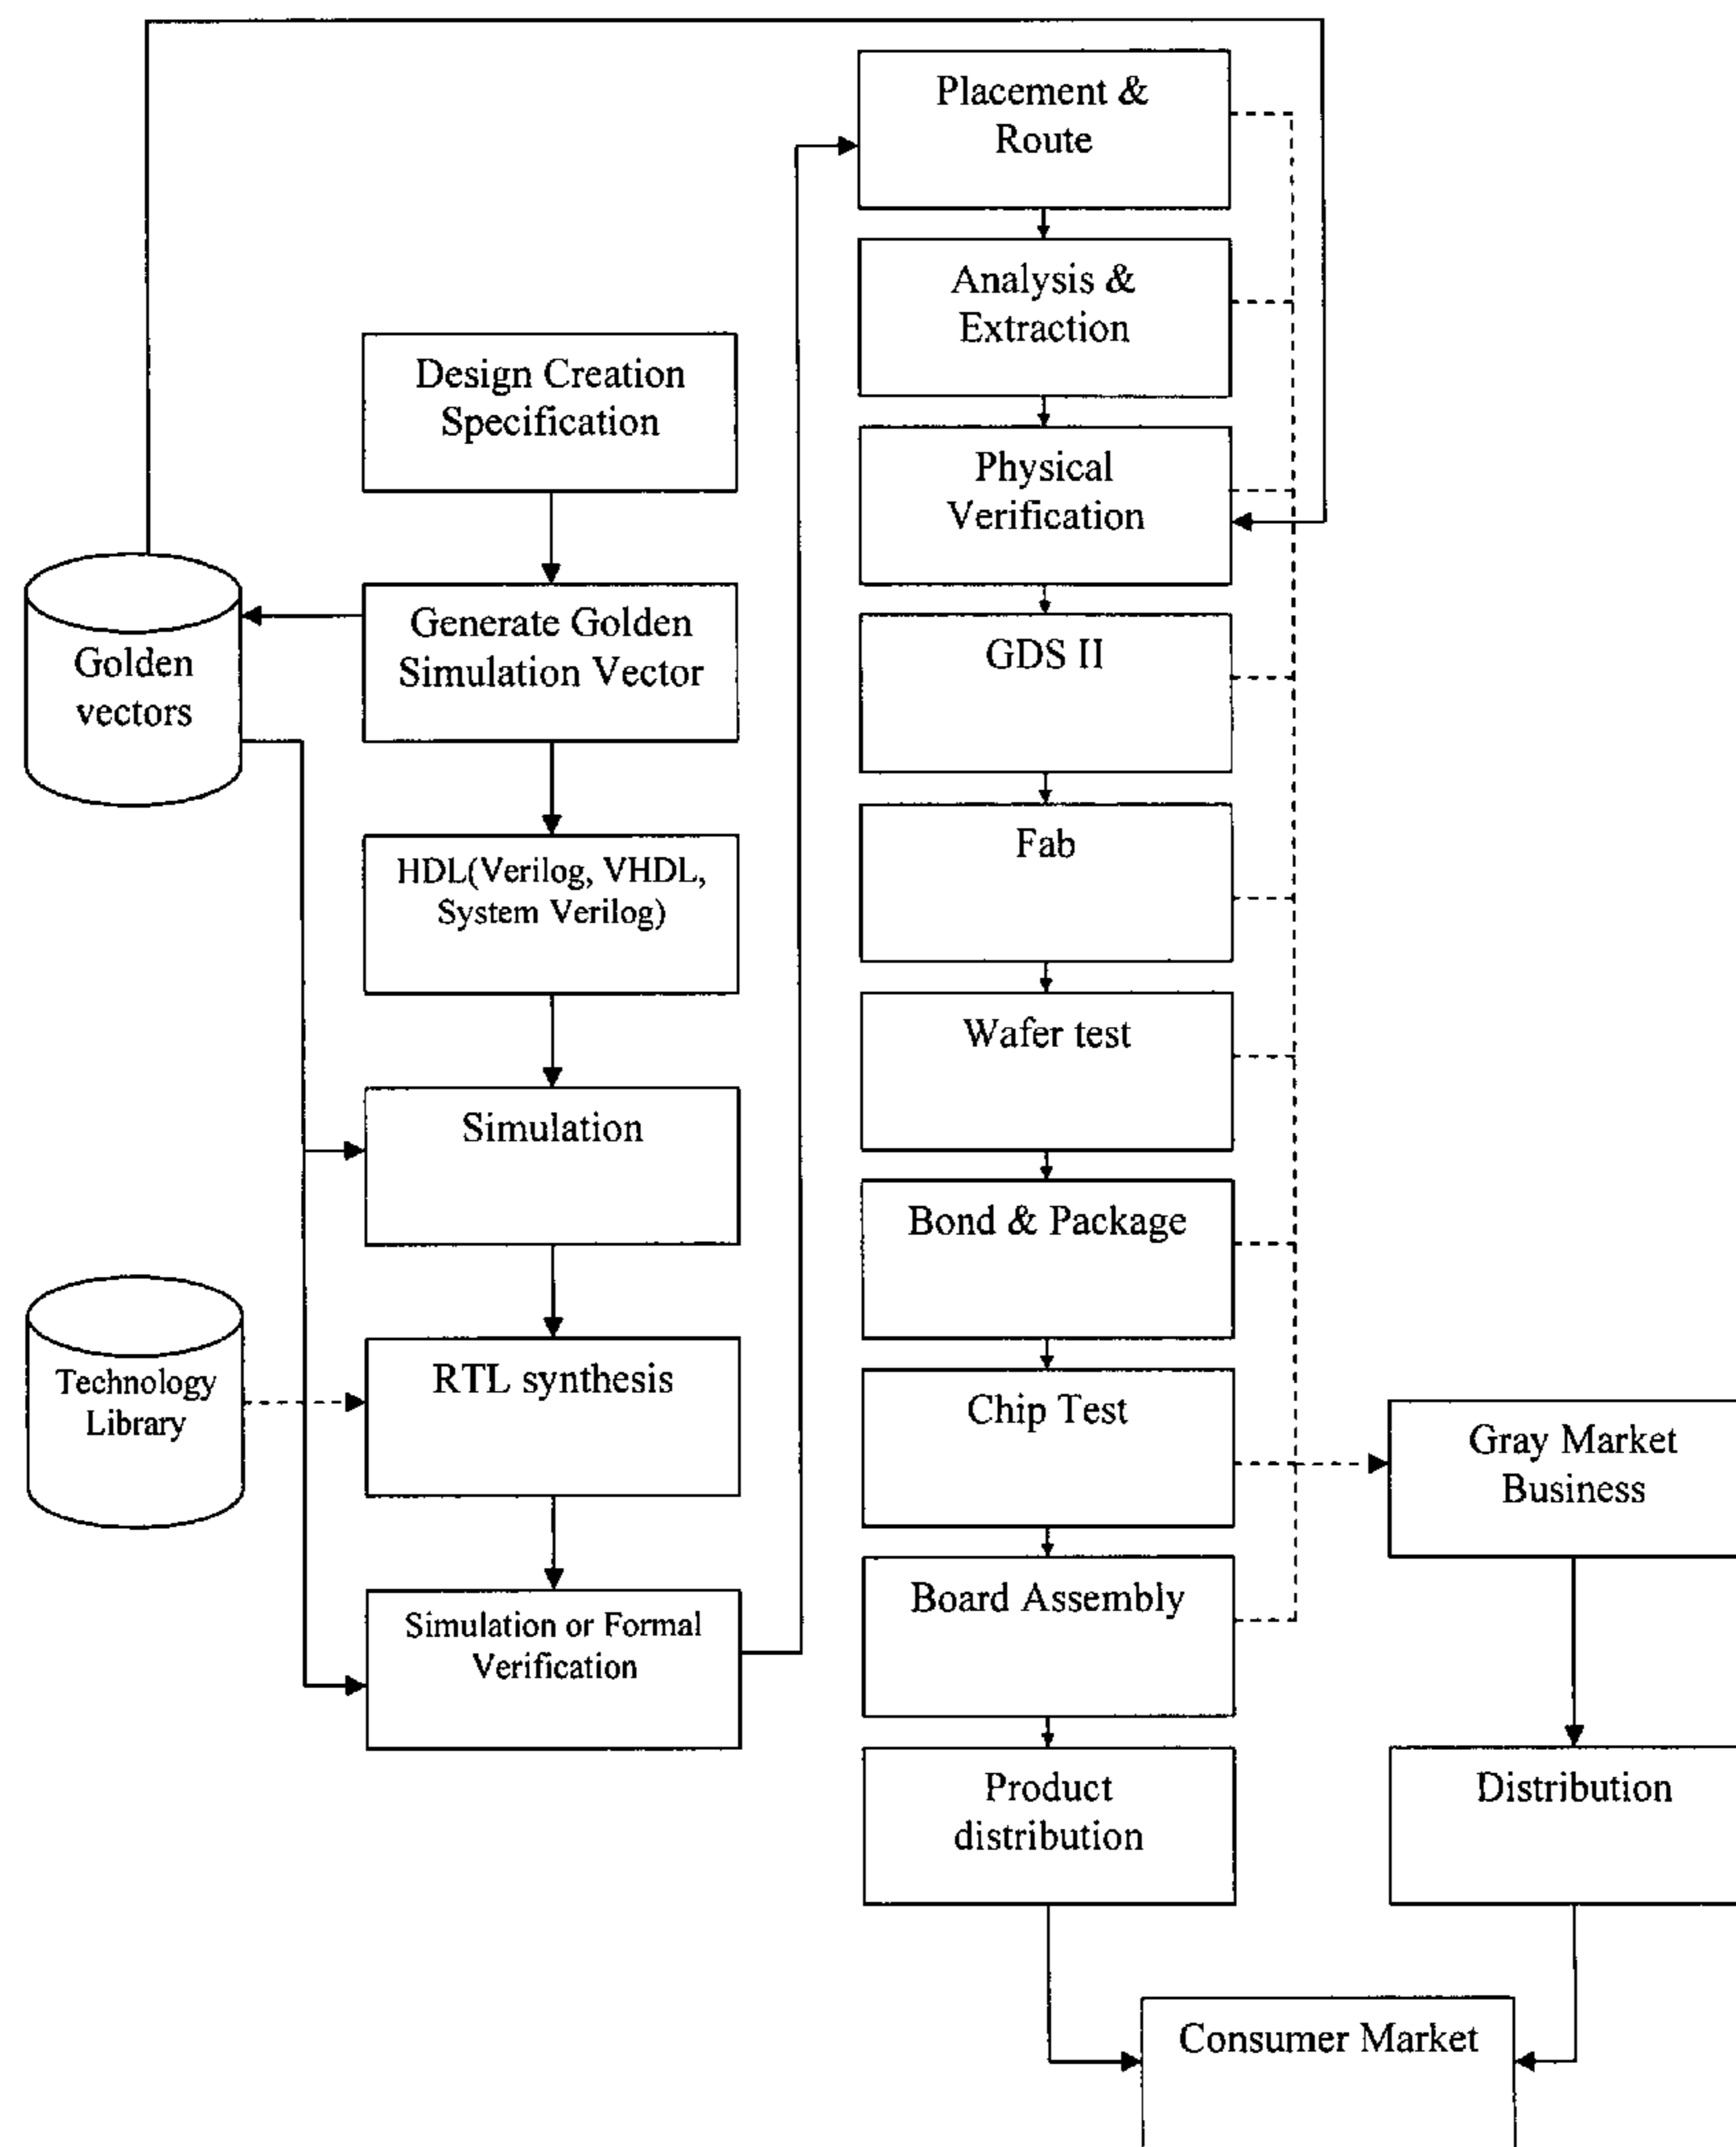 Placement &
Route
Analysis &
Extraction
Design Creation
Specification
Physical
Verification
Golden
vectors
Generate Golden
Simulation Vector
GDS II
HDL(Verilog, VHDL,
System Verilog)
Fab
Wafer test
Simulation
Bond & Package
Technology
Library
RTL synthesis
Chip Test
Gray Market
Business
Simulation or Formal
Verification
Board Assembly
Product
distribution
Distribution
Consumer Market